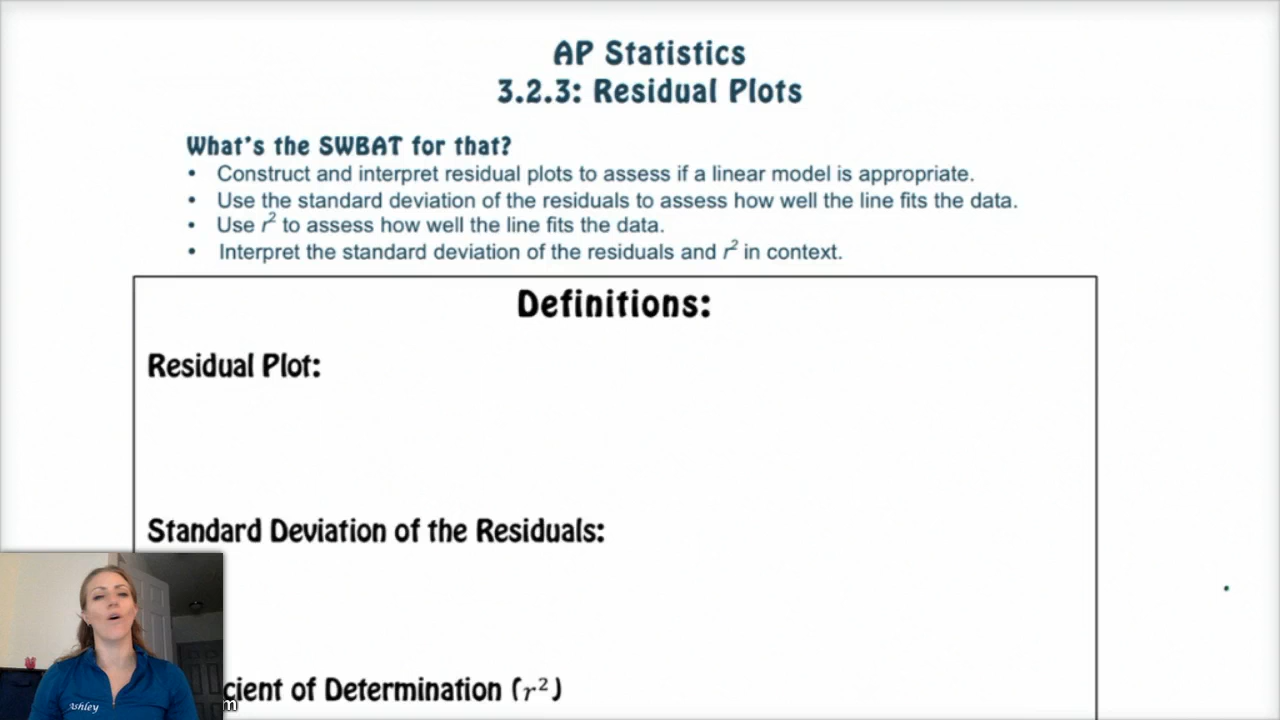 AP Statistics
3.2.3: Residual Plots
What's the SWBAT for that?
• Construct and interpret residual plots to assess if a linear model is appropriate.
• Use the standard deviation of the residuals to assess how well the line fits the data.
• Use r² to assess how well the line fits the data.
• Interpret the standard deviation of the residuals and r² in context.
Definitions:
Residual Plot:
Standard Deviation of the Residuals:
cient of Determination (r²)
m
Ashley